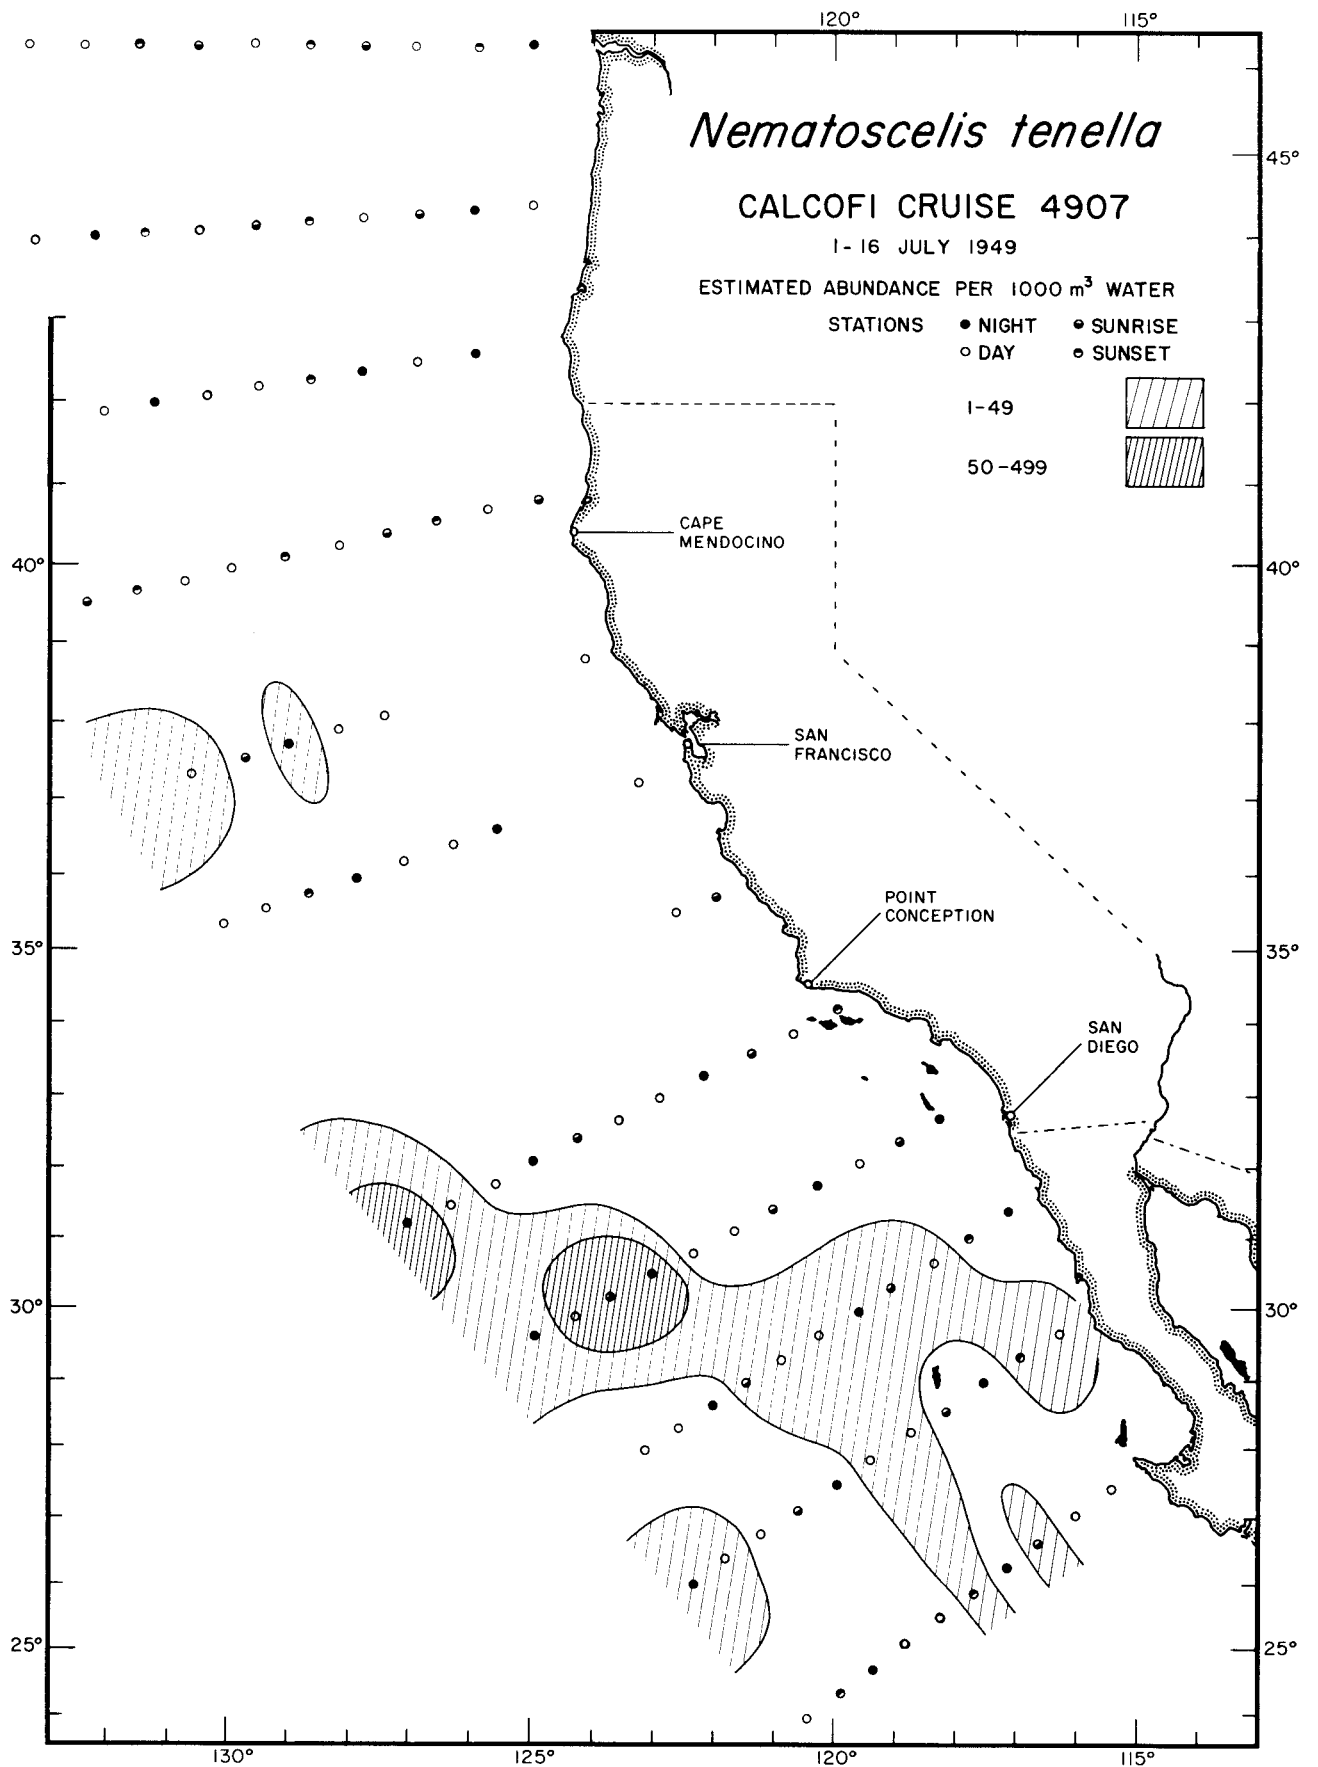 120° 115°
Nematoscelis tenella
45°
CALCOFI CRUISE 4907
1-16 JULY 1949
ESTIMATED ABUNDANCE PER 1000 m³ WATER
STATIONS NIGHT SUNRISE
DAY SUNSET
1-49
50-499
CAPE
MENDOCINO
40° 40°
SAN
FRANCISCO
POINT
CONCEPTION
35° 35°
SAN
DIEGO
30° 30°
25° 25°
130° 125° 120° 115°